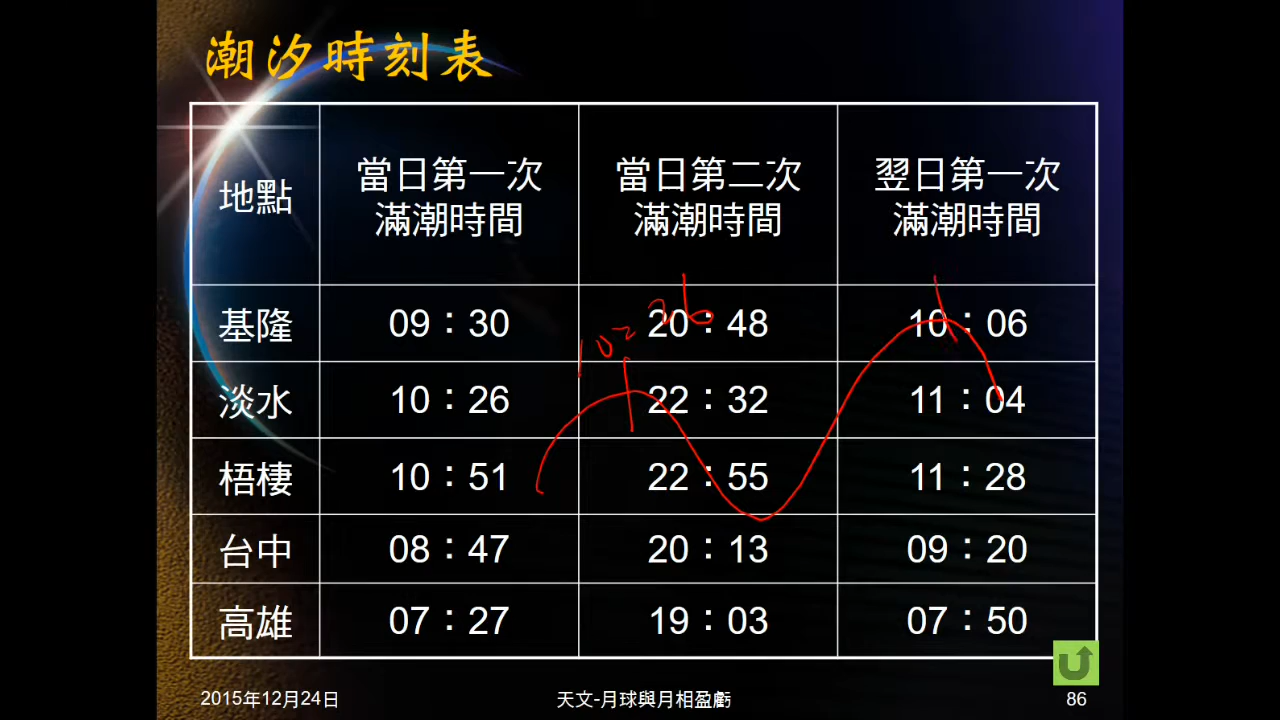 潮汐時刻表
地點 當日第一次滿潮時間 當日第二次滿潮時間 翌日第一次滿潮時間
基隆 09：30 20：48 10：06
淡水 10：26 22：32 11：04
梧棲 10：51 22：55 11：28
台中 08：47 20：13 09：20
高雄 07：27 19：03 07：50
2015年12月24日 天文-月球與月相盈虧 86